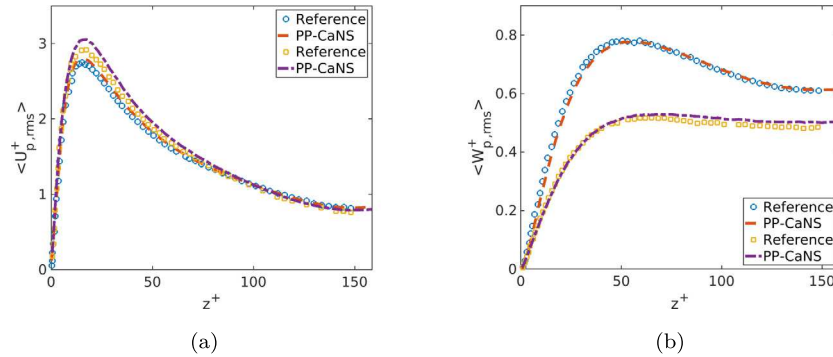 3
2
1
0
0
50
100
150
z+
<U+p,rms>
Reference
PP-CaNS
Reference
PP-CaNS
(a)
0.8
0.6
0.4
0.2
0
0
50
100
150
z+
<W+p,rms>
Reference
PP-CaNS
Reference
PP-CaNS
(b)